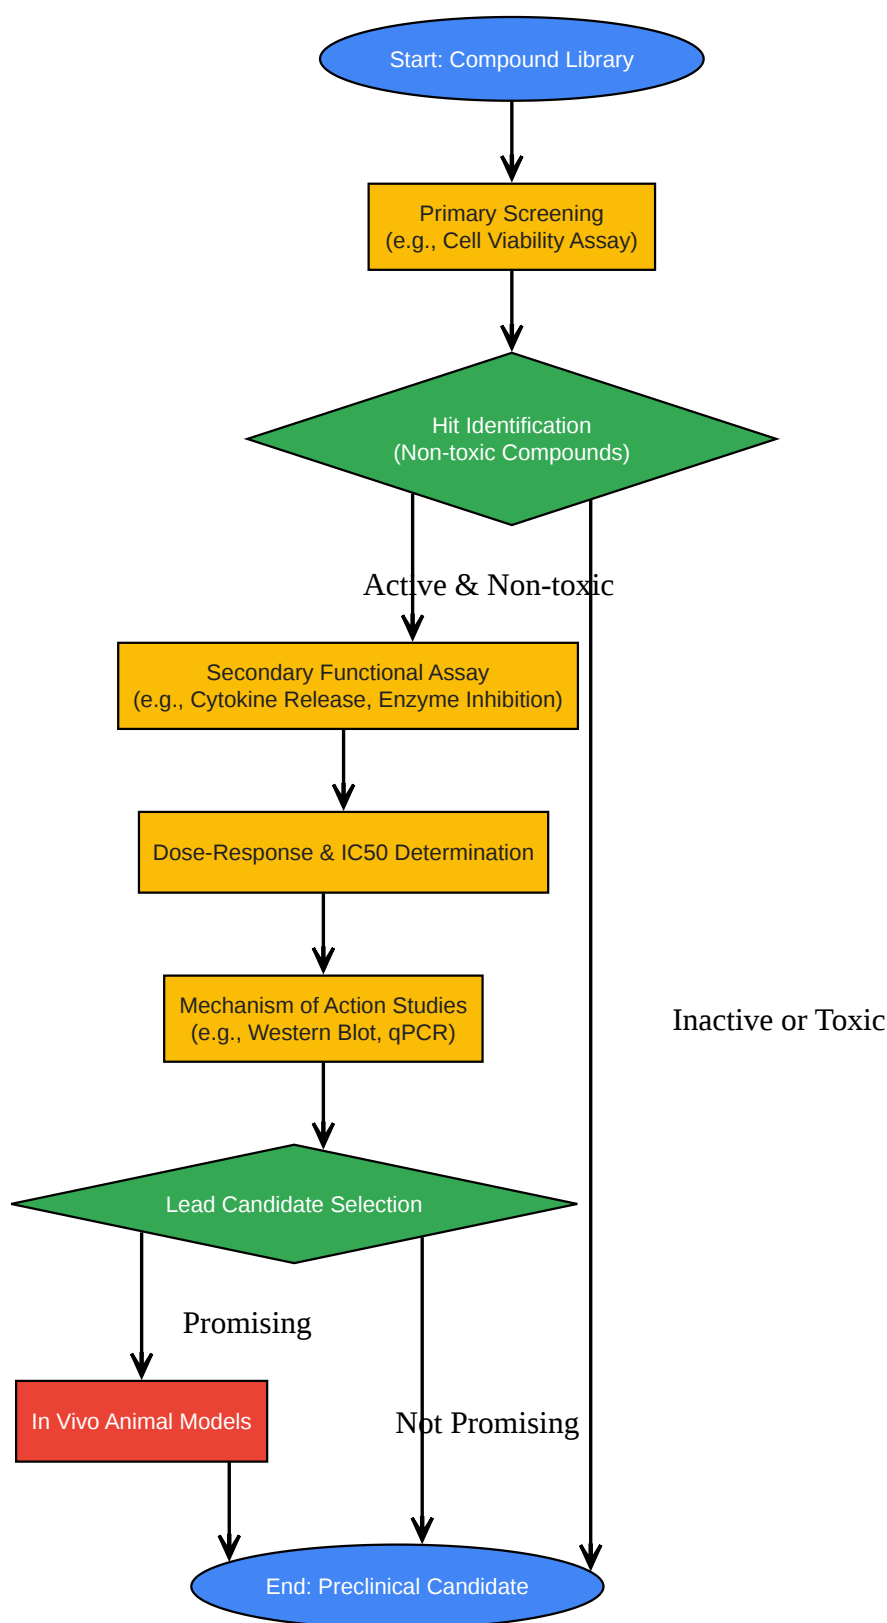 Start: Compound Library
Primary Screening
(e.g., Cell Viability Assay)
Hit Identification
(Non-toxic Compounds)
Active & Non-toxic
Secondary Functional Assay
(e.g., Cytokine Release, Enzyme Inhibition)
Dose-Response & IC50 Determination
Mechanism of Action Studies
(e.g., Western Blot, qPCR)
Inactive or Toxic
Lead Candidate Selection
Promising
In Vivo Animal Models
Not Promising
End: Preclinical Candidate